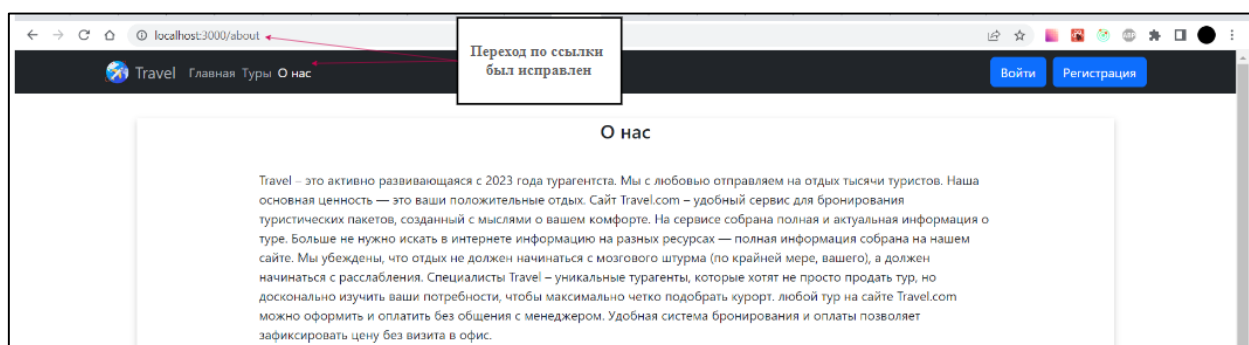 localhost:3000/about
Переход по ссылки
был исправлен
Travel Главная Туры О нас
Войти Регистрация
О нас
Travel – это активно развивающаяся с 2023 года турагентста. Мы с любовью отправляем на отдых тысячи туристов. Наша
основная ценность — это ваши положительные отдых. Сайт Travel.com – удобный сервис для бронирования
туристических пакетов, созданный с мыслями о вашем комфорте. На сервисе собрана полная и актуальная информация о
туре. Больше не нужно искать в интернете информацию на разных ресурсах — полная информация собрана на нашем
сайте. Мы убеждены, что отдых не должен начинаться с мозгового штурма (по крайней мере, вашего), а должен
начинаться с расслабления. Специалисты Travel – уникальные турагенты, которые хотят не просто продать тур, но
досконально изучить ваши потребности, чтобы максимально четко подобрать курорт. любой тур на сайте Travel.com
можно оформить и оплатить без общения с менеджером. Удобная система бронирования и оплаты позволяет
зафиксировать цену без визита в офис.